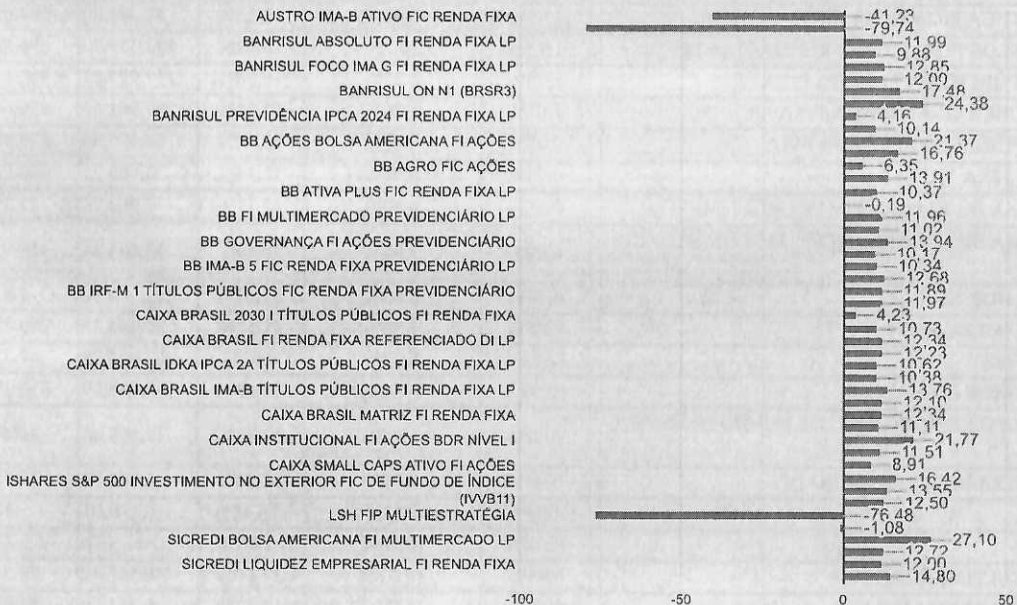 AUSTRO IMA-B ATIVO FIC RENDA FIXA -41,23
-79,74
BANRISUL ABSOLUTO FI RENDA FIXA LP 11,99
9,88
BANRISUL FOCO IMA G FI RENDA FIXA LP 12,85
12,00
BANRISUL ON N1 (BRSR3) 17,48
24,38
BANRISUL PREVIDÊNCIA IPCA 2024 FI RENDA FIXA LP 4,16
10,14
BB AÇÕES BOLSA AMERICANA FI AÇÕES 21,37
16,76
BB AGRO FIC AÇÕES 6,35
13,91
BB ATIVA PLUS FIC RENDA FIXA LP 10,37
-0,19
BB FI MULTIMERCADO PREVIDENCIÁRIO LP 11,96
11,02
BB GOVERNANÇA FI AÇÕES PREVIDENCIÁRIO 13,94
10,17
BB IMA-B 5 FIC RENDA FIXA PREVIDENCIÁRIO LP 10,34
12,68
BB IRF-M 1 TÍTULOS PÚBLICOS FIC RENDA FIXA PREVIDENCIÁRIO 11,89
11,97
CAIXA BRASIL 2030 I TÍTULOS PÚBLICOS FI RENDA FIXA 4,23
10,73
CAIXA BRASIL FI RENDA FIXA REFERENCIADO DI LP 12,34
12,23
CAIXA BRASIL IDKA IPCA 2A TÍTULOS PÚBLICOS FI RENDA FIXA LP 10,62
10,38
CAIXA BRASIL IMA-B TÍTULOS PÚBLICOS FI RENDA FIXA LP 13,76
12,10
CAIXA BRASIL MATRIZ FI RENDA FIXA 12,34
11,11
CAIXA INSTITUCIONAL FI AÇÕES BDR NÍVEL I 21,77
11,51
CAIXA SMALL CAPS ATIVO FI AÇÕES 8,91
ISHARES S&P 500 INVESTIMENTO NO EXTERIOR FIC DE FUNDO DE ÍNDICE 16,42
(IVVB11) 13,55
12,50
LSH FIP MULTIESTRATÉGIA -76,48
-1,08
SICREDI BOLSA AMERICANA FI MULTIMERCADO LP 27,10
12,72
SICREDI LIQUIDEZ EMPRESARIAL FI RENDA FIXA 12,00
14,80
-100 -50 0 50